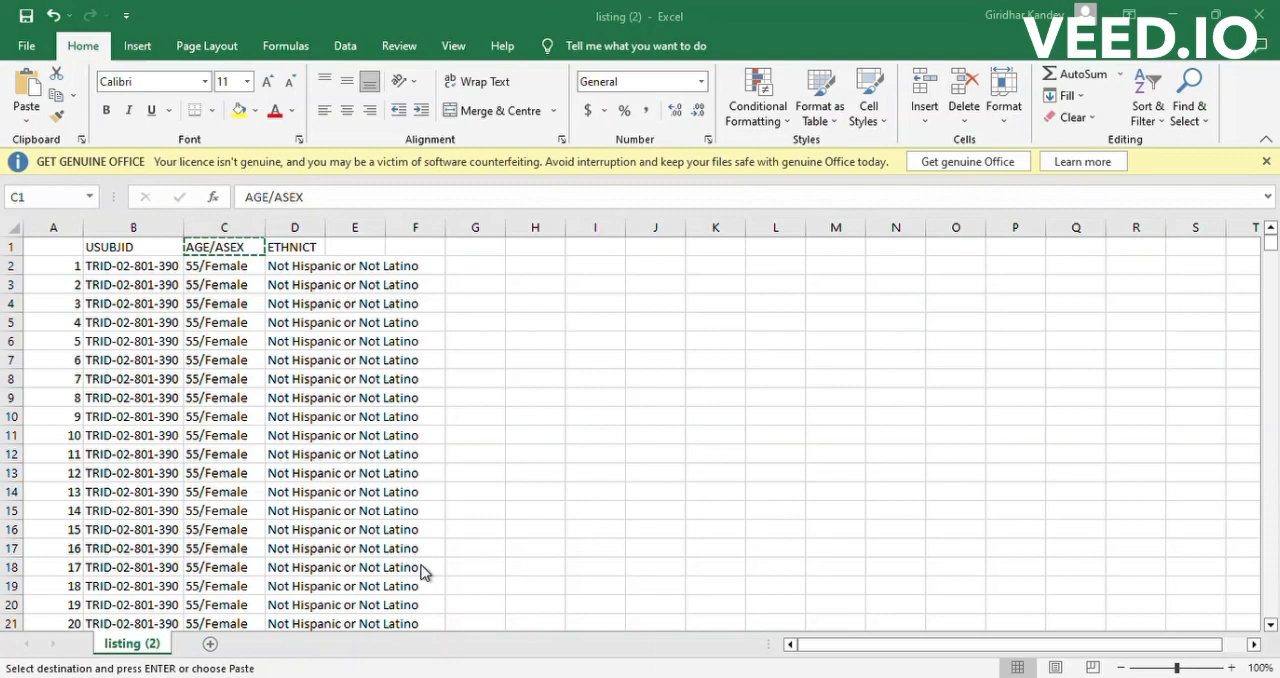 listing (2) - Excel
Giridhar Kandey
VEED.IO
File Home Insert Page Layout Formulas Data Review View Help Tell me what you want to do
Calibri 11 Wrap Text General AutoSum
Paste B I U Merge & Centre $ % Conditional Formatting Format as Table Cell Styles Insert Delete Format Fill Clear Sort & Filter Find & Select
Clipboard Font Alignment Number Styles Cells Editing
GET GENUINE OFFICE Your licence isn't genuine, and you may be a victim of software counterfeiting. Avoid interruption and keep your files safe with genuine Office today. Get genuine Office Learn more
C1 fx AGE/ASEX
A B C D E F G H I J K L M N O P Q R S T
1 USUBJID AGE/ASEX ETHNICT
2 1 TRID-02-801-390 55/Female Not Hispanic or Not Latino
3 2 TRID-02-801-390 55/Female Not Hispanic or Not Latino
4 3 TRID-02-801-390 55/Female Not Hispanic or Not Latino
5 4 TRID-02-801-390 55/Female Not Hispanic or Not Latino
6 5 TRID-02-801-390 55/Female Not Hispanic or Not Latino
7 6 TRID-02-801-390 55/Female Not Hispanic or Not Latino
8 7 TRID-02-801-390 55/Female Not Hispanic or Not Latino
9 8 TRID-02-801-390 55/Female Not Hispanic or Not Latino
10 9 TRID-02-801-390 55/Female Not Hispanic or Not Latino
11 10 TRID-02-801-390 55/Female Not Hispanic or Not Latino
12 11 TRID-02-801-390 55/Female Not Hispanic or Not Latino
13 12 TRID-02-801-390 55/Female Not Hispanic or Not Latino
14 13 TRID-02-801-390 55/Female Not Hispanic or Not Latino
15 14 TRID-02-801-390 55/Female Not Hispanic or Not Latino
16 15 TRID-02-801-390 55/Female Not Hispanic or Not Latino
17 16 TRID-02-801-390 55/Female Not Hispanic or Not Latino
18 17 TRID-02-801-390 55/Female Not Hispanic or Not Latino
19 18 TRID-02-801-390 55/Female Not Hispanic or Not Latino
20 19 TRID-02-801-390 55/Female Not Hispanic or Not Latino
21 20 TRID-02-801-390 55/Female Not Hispanic or Not Latino
listing (2)
Select destination and press ENTER or choose Paste
100%